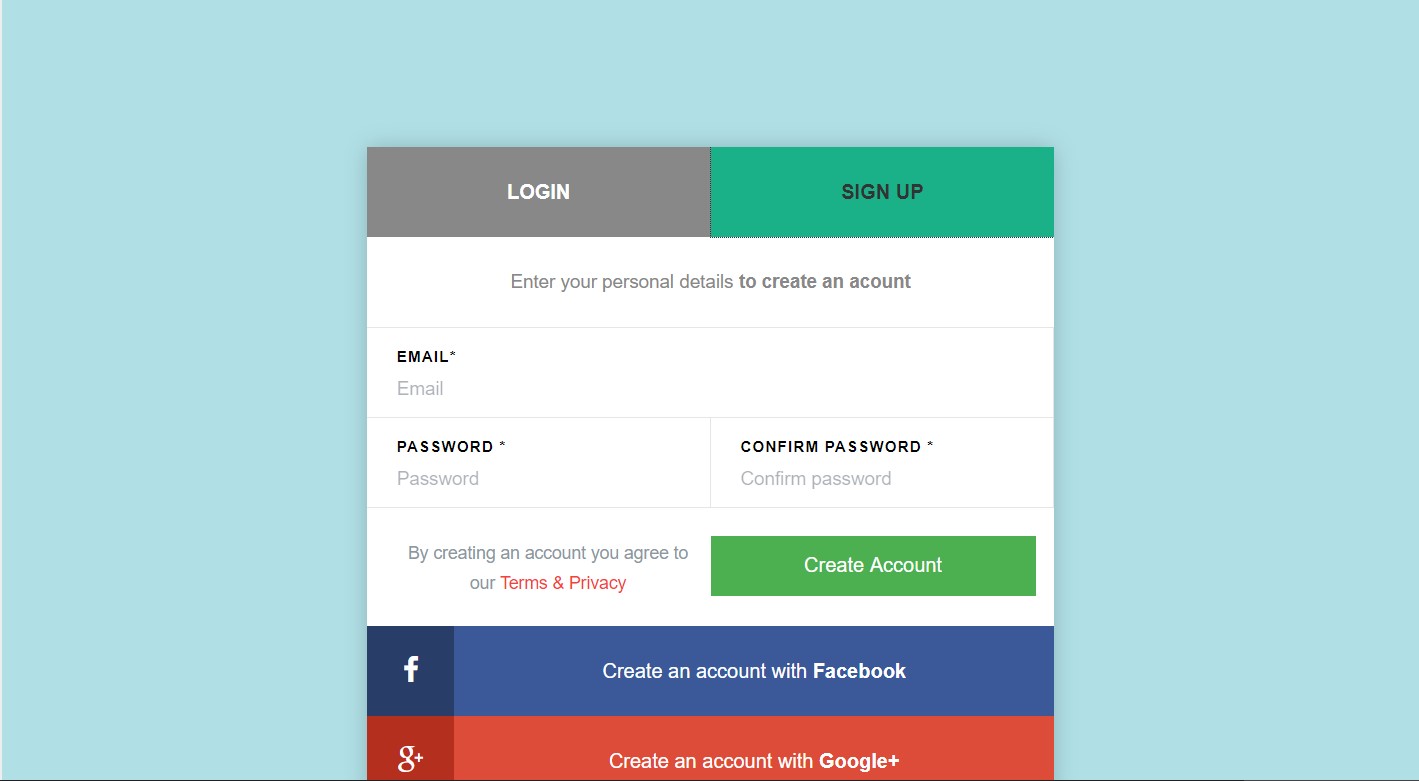 LOGIN
SIGN UP
Enter your personal details to create an acount
EMAIL*
Email
PASSWORD *
CONFIRM PASSWORD *
Password
Confirm password
By creating an account you agree to
our Terms & Privacy
Create Account
f
Create an account with Facebook
g+
Create an account with Google+